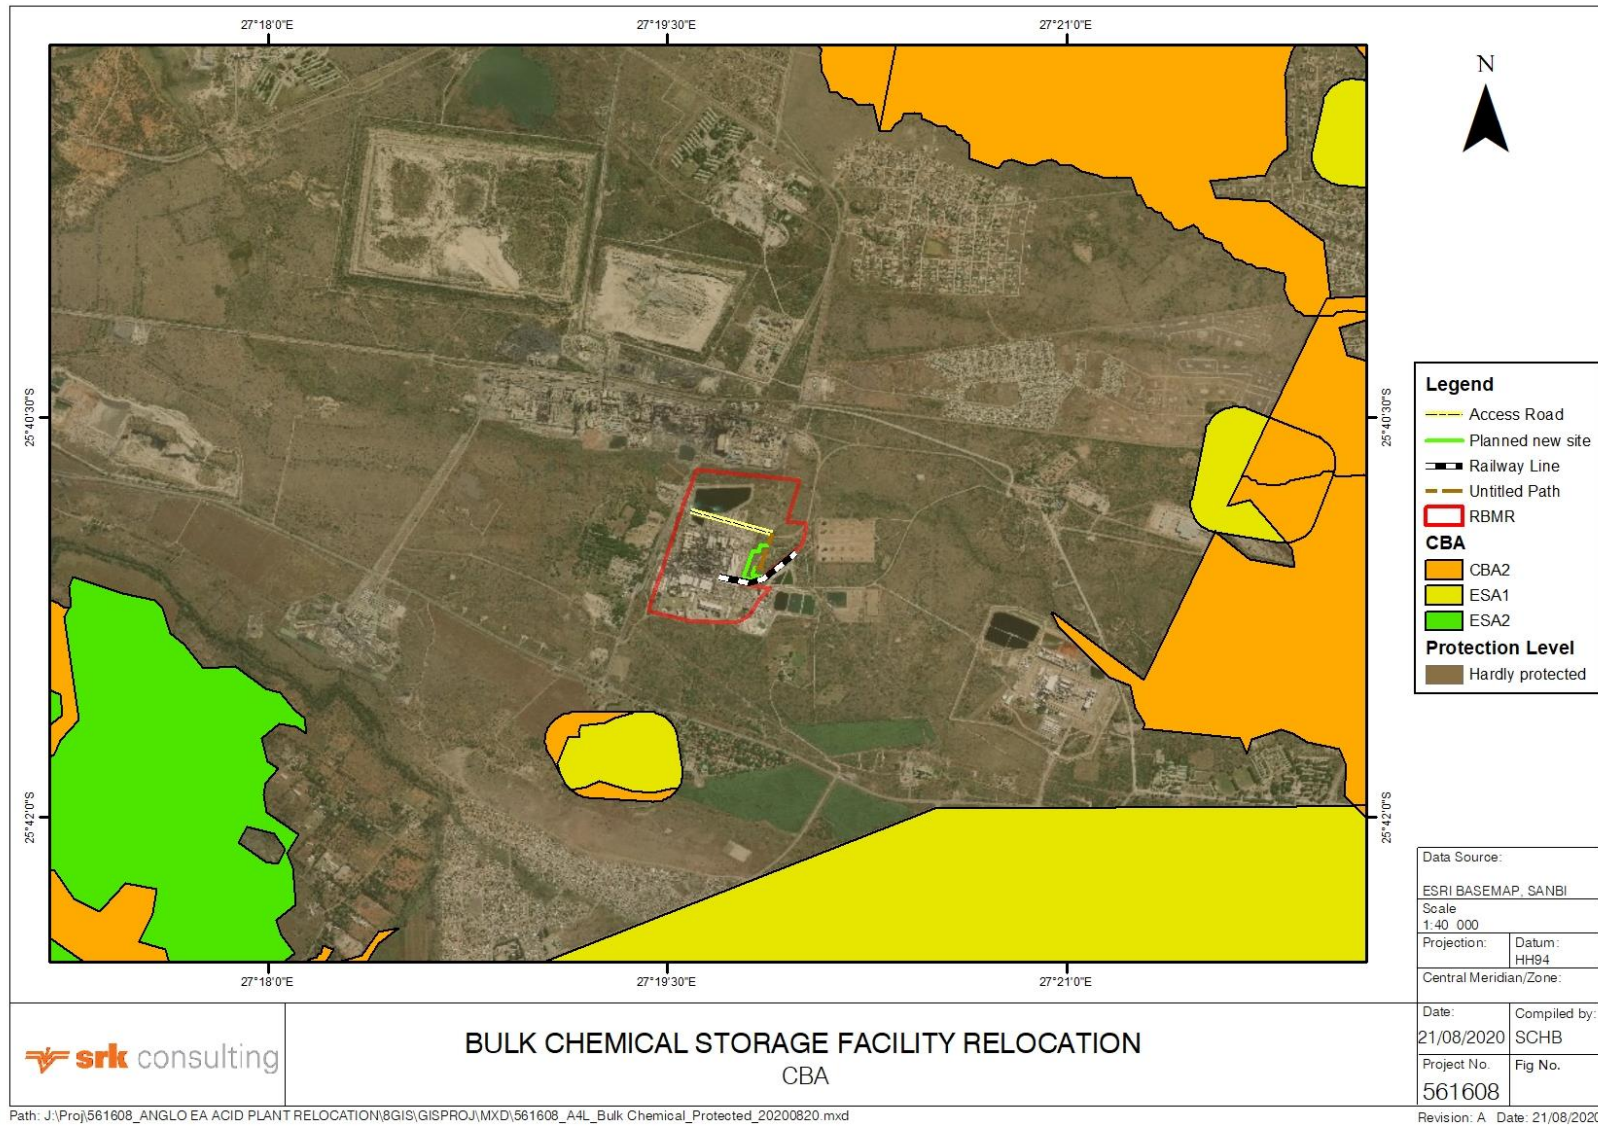 27°18'0"E
27°19'30"E
27°21'0"E
N
25°40'30"S
25°40'30"S
Legend
Access Road
Planned new site
Railway Line
Untitled Path
RBMR
CBA
CBA2
ESA1
ESA2
Protection Level
Hardly protected
25°42'0"S
25°42'0"S
27°18'0"E
27°19'30"E
27°21'0"E
Data Source:
ESRI BASEMAP, SANBI
Scale
1:40 000
Projection:
Datum:
HH94
Central Meridian/Zone:
Date:
21/08/2020
Compiled by:
SCHB
Project No.
561608
Fig No.
srk consulting
BULK CHEMICAL STORAGE FACILITY RELOCATION
CBA
Path: J:\Proj\561608_ANGLO EA ACID PLANT RELOCATION\8GIS\GISPROJ\MXD\561608_A4L_Bulk Chemical_Protected_20200820.mxd
Revision: A Date: 21/08/2020